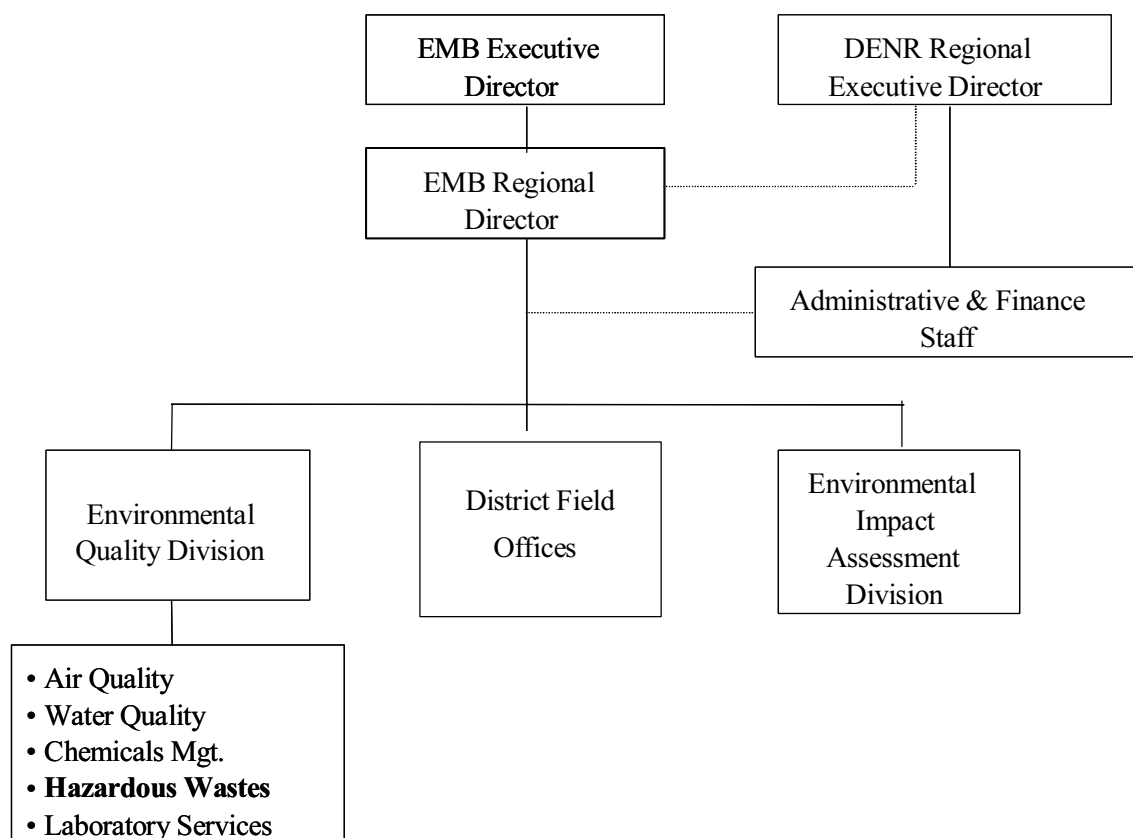 EMB Executive
Director
DENR Regional
Executive Director
EMB Regional
Director
Administrative & Finance
Staff
Environmental
Quality Division
District Field
Offices
Environmental
Impact
Assessment
Division
• Air Quality
• Water Quality
• Chemicals Mgt.
• Hazardous Wastes
• Laboratory Services